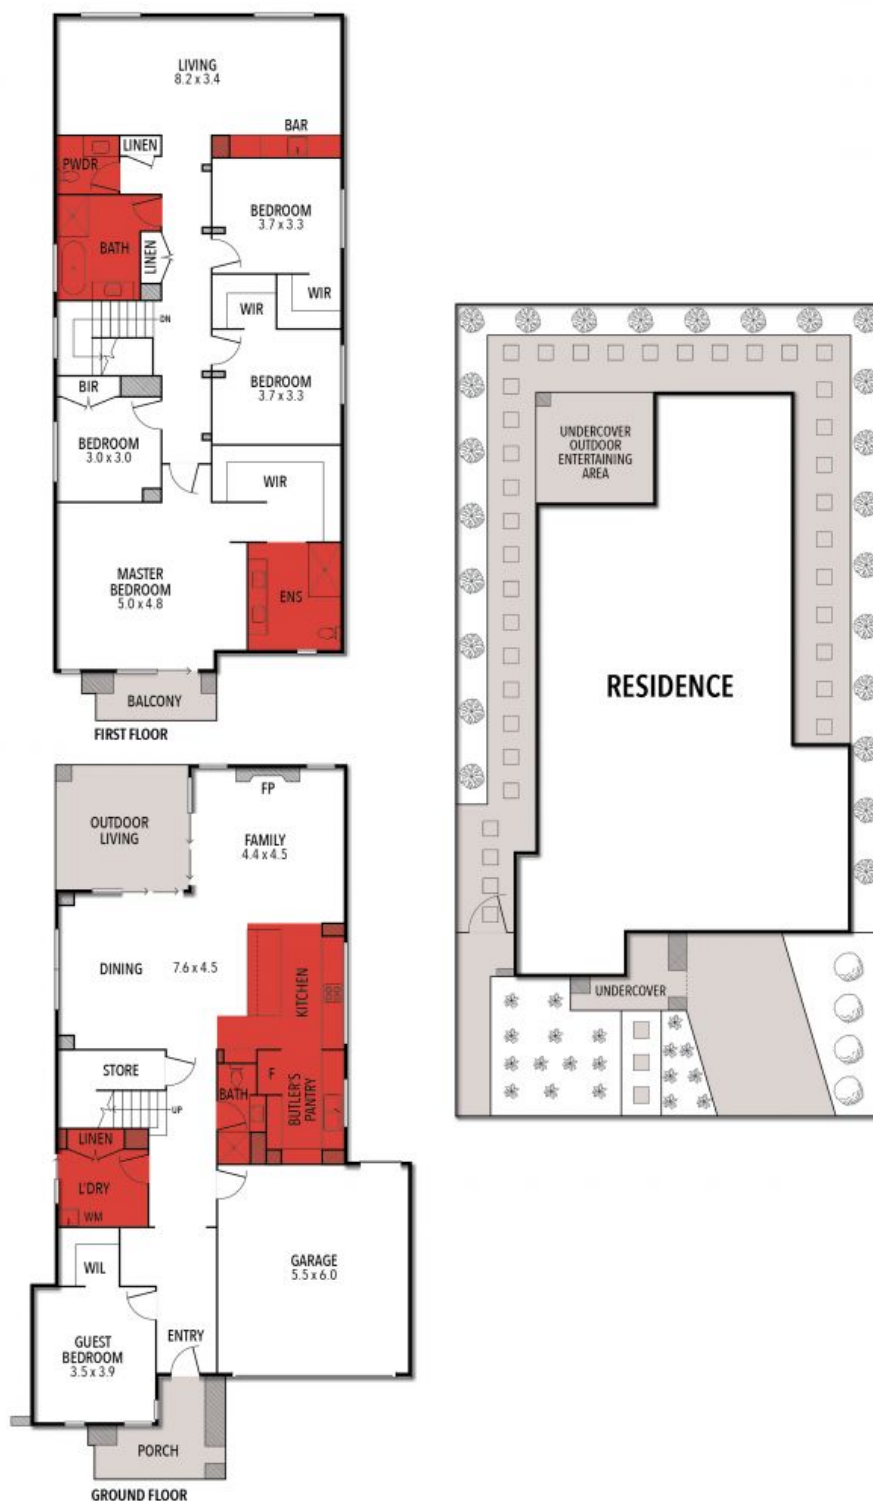 LIVING
8.2 x 3.4
BAR
LINEN
PWDR
BEDROOM
3.7 x 3.3
BATH
LINEN
WIR
WIR
DN
BIR
BEDROOM
3.7 x 3.3
BEDROOM
3.0 x 3.0
WIR
MASTER
BEDROOM
5.0 x 4.8
ENS
BALCONY
FIRST FLOOR
OUTDOOR
LIVING
FP
FAMILY
4.4 x 4.5
DINING
7.6 x 4.5
KITCHEN
STORE
F
BATH
BUTLER'S
PANTRY
UP
LINEN
L'DRY
WM
WIL
GARAGE
5.5 x 6.0
GUEST
BEDROOM
3.5 x 3.9
ENTRY
PORCH
GROUND FLOOR
UNDERCOVER
OUTDOOR
ENTERTAINING
AREA
RESIDENCE
UNDERCOVER